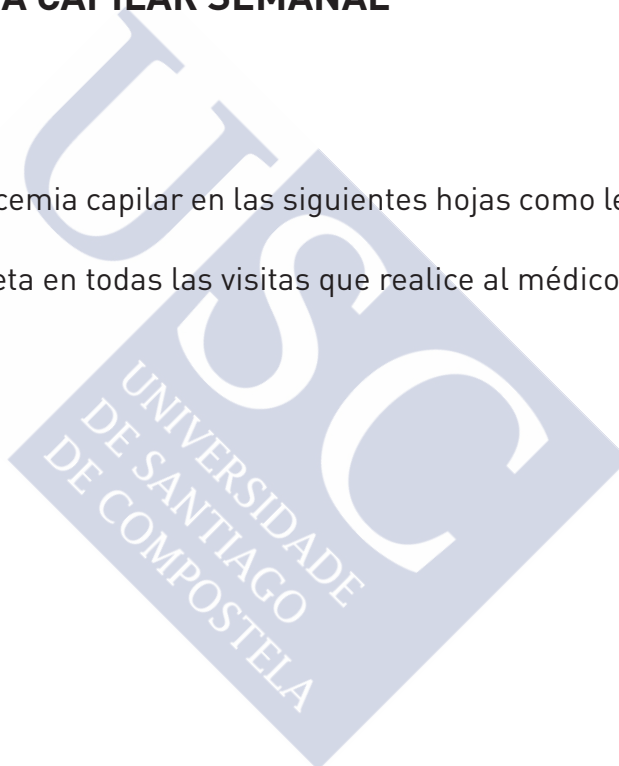 A CAPILAR SEMANAL
cemia capilar en las siguientes hojas como le
eta en todas las visitas que realice al médico
USC
UNIVERSIDADE
DE SANTIAGO
DE COMPOSTELA